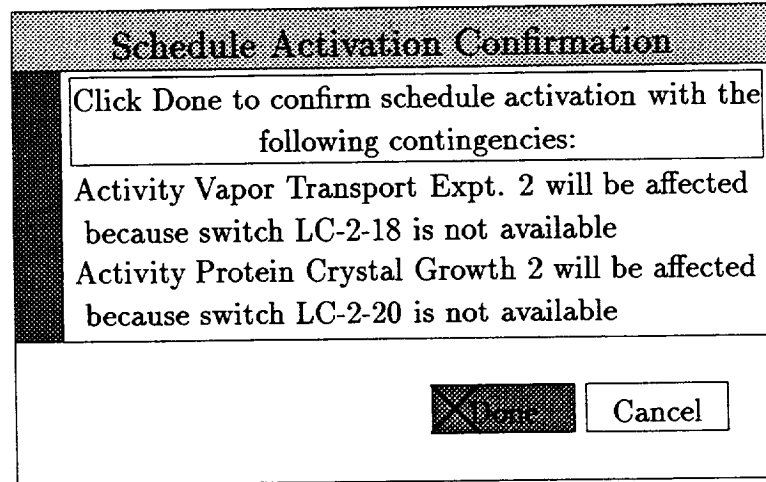 Schedule Activation Confirmation
Click Done to confirm schedule activation with the
following contingencies:
Activity Vapor Transport Expt. 2 will be affected
because switch LC-2-18 is not available
Activity Protein Crystal Growth 2 will be affected
because switch LC-2-20 is not available
Done Cancel